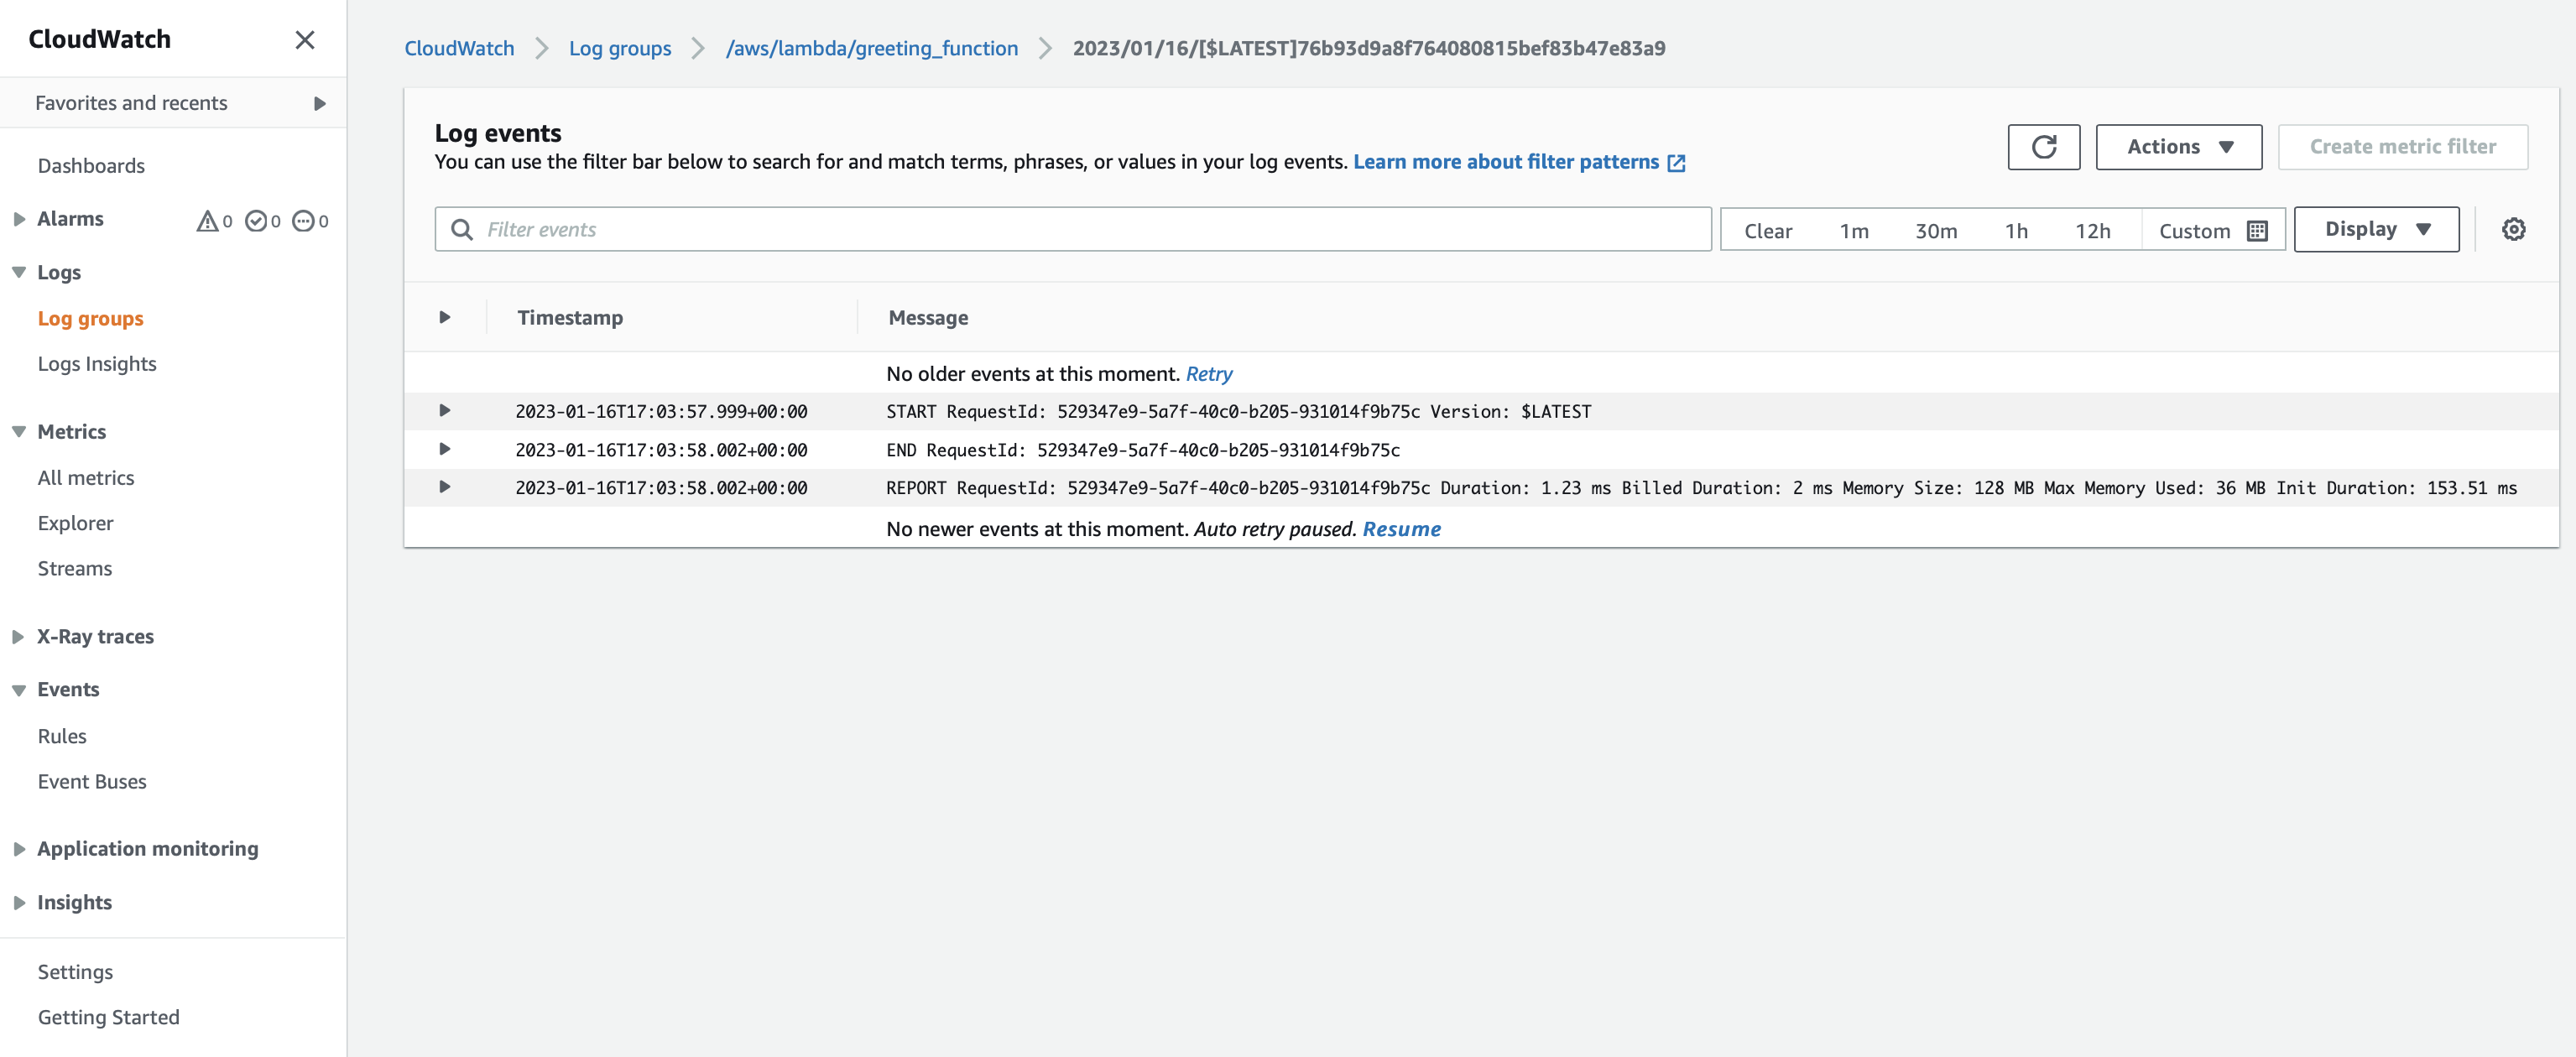 CloudWatch
Favorites and recents
Dashboards
Alarms 0 0 0
Logs
Log groups
Logs Insights
Metrics
All metrics
Explorer
Streams
X-Ray traces
Events
Rules
Event Buses
Application monitoring
Insights
Settings
Getting Started
CloudWatch Log groups /aws/lambda/greeting_function 2023/01/16/[$LATEST]76b93d9a8f764080815bef83b47e83a9
Log events
You can use the filter bar below to search for and match terms, phrases, or values in your log events. Learn more about filter patterns
Actions Create metric filter
Filter events Clear 1m 30m 1h 12h Custom Display
Timestamp Message
No older events at this moment. Retry
2023-01-16T17:03:57.999+00:00 START RequestId: 529347e9-5a7f-40c0-b205-931014f9b75c Version: $LATEST
2023-01-16T17:03:58.002+00:00 END RequestId: 529347e9-5a7f-40c0-b205-931014f9b75c
2023-01-16T17:03:58.002+00:00 REPORT RequestId: 529347e9-5a7f-40c0-b205-931014f9b75c Duration: 1.23 ms Billed Duration: 2 ms Memory Size: 128 MB Max Memory Used: 36 MB Init Duration: 153.51 ms
No newer events at this moment. Auto retry paused. Resume